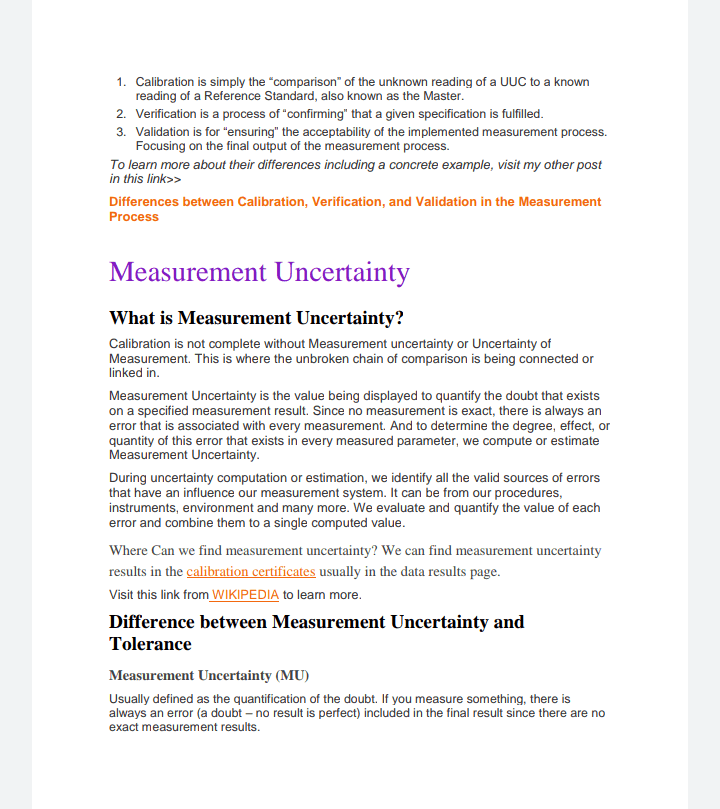 1. Calibration is simply the “comparison” of the unknown reading of a UUC to a known
reading of a Reference Standard, also known as the Master.
2. Verification is a process of “confirming” that a given specification is fulfilled.
3. Validation is for “ensuring” the acceptability of the implemented measurement process.
Focusing on the final output of the measurement process.
To learn more about their differences including a concrete example, visit my other post
in this link>>
Differences between Calibration, Verification, and Validation in the Measurement
Process
Measurement Uncertainty
What is Measurement Uncertainty?
Calibration is not complete without Measurement uncertainty or Uncertainty of
Measurement. This is where the unbroken chain of comparison is being connected or
linked in.
Measurement Uncertainty is the value being displayed to quantify the doubt that exists
on a specified measurement result. Since no measurement is exact, there is always an
error that is associated with every measurement. And to determine the degree, effect, or
quantity of this error that exists in every measured parameter, we compute or estimate
Measurement Uncertainty.
During uncertainty computation or estimation, we identify all the valid sources of errors
that have an influence our measurement system. It can be from our procedures,
instruments, environment and many more. We evaluate and quantify the value of each
error and combine them to a single computed value.
Where Can we find measurement uncertainty? We can find measurement uncertainty
results in the calibration certificates usually in the data results page.
Visit this link from WIKIPEDIA to learn more.
Difference between Measurement Uncertainty and
Tolerance
Measurement Uncertainty (MU)
Usually defined as the quantification of the doubt. If you measure something, there is
always an error (a doubt – no result is perfect) included in the final result since there are no
exact measurement results.